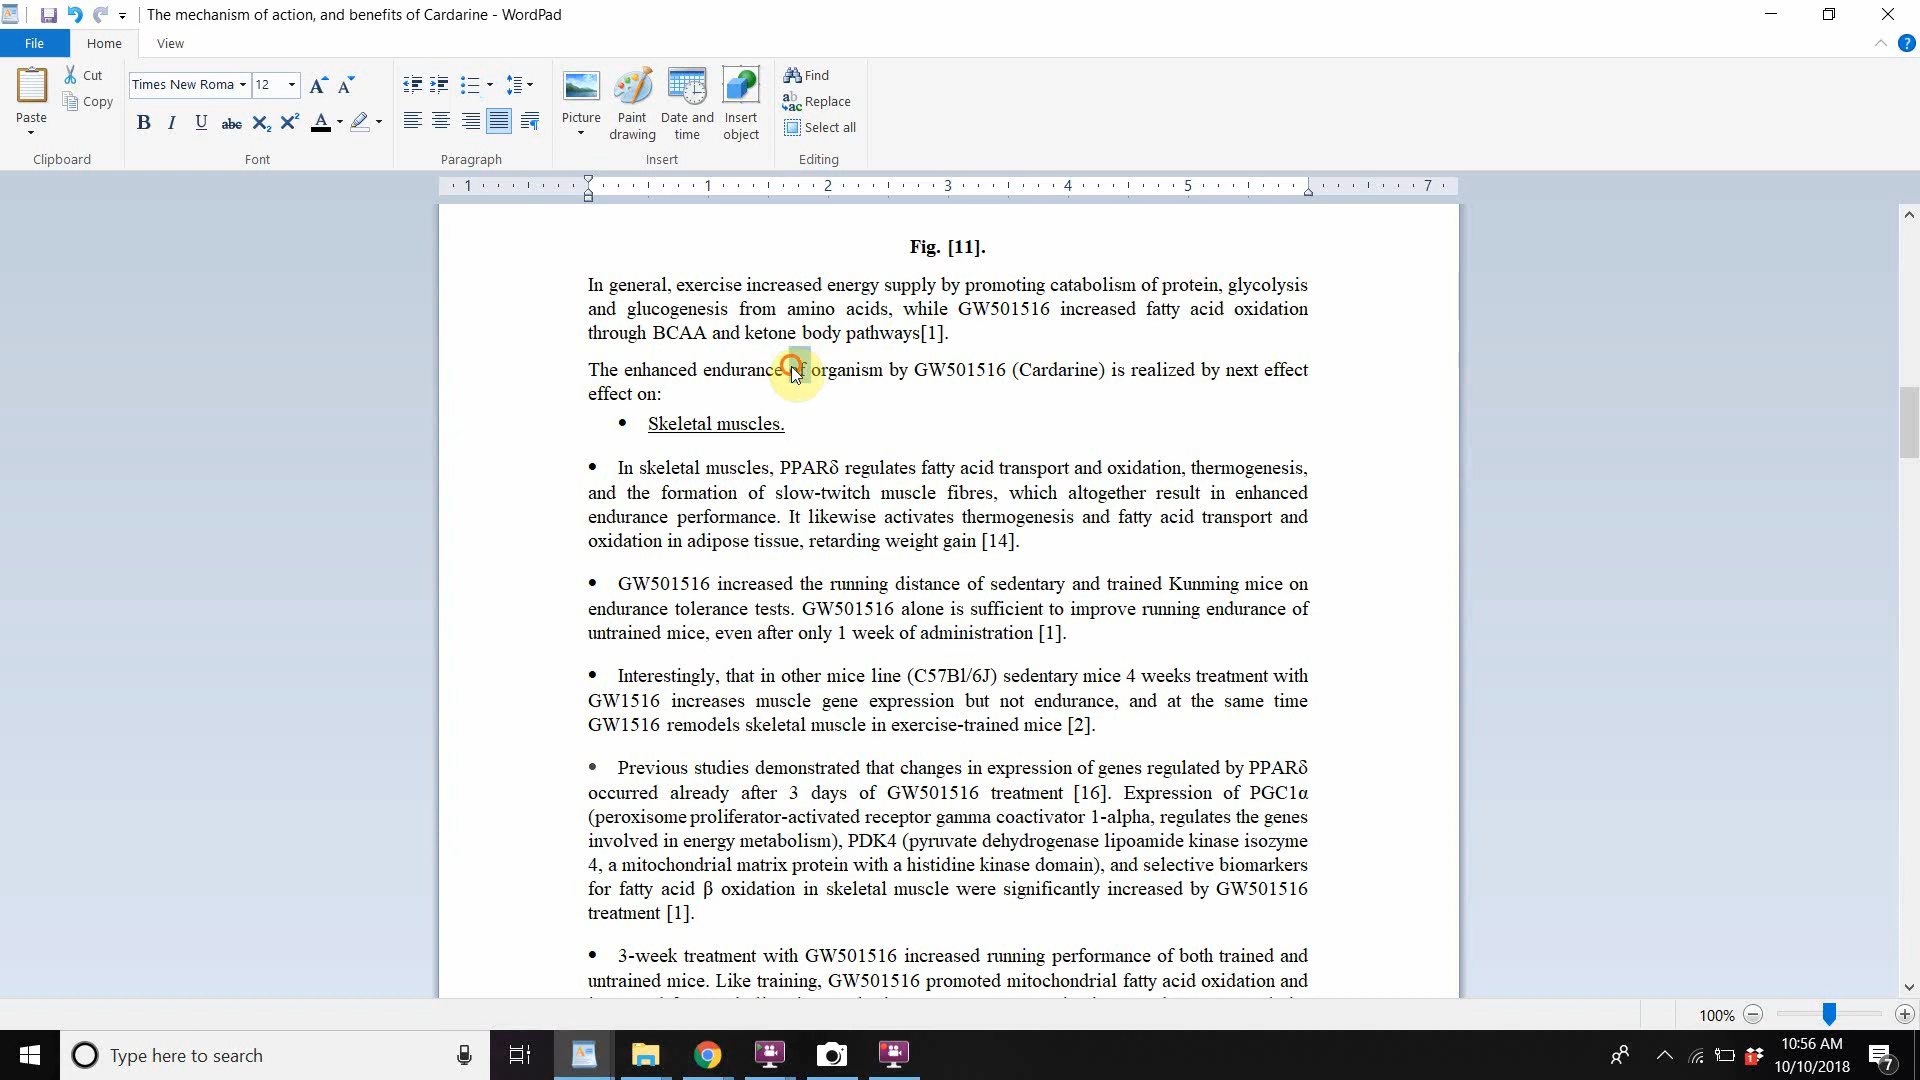 The mechanism of action, and benefits of Cardarine - WordPad
File Home View
Paste
Cut
Copy
Clipboard
Times New Roma 12
B I U abc X₂ X² A
Font
Paragraph
Picture
Paint drawing
Date and time
Insert object
Insert
Find
Replace
Select all
Editing
1 1 2 3 4 5 7
Fig. [11].
In general, exercise increased energy supply by promoting catabolism of protein, glycolysis
and glucogenesis from amino acids, while GW501516 increased fatty acid oxidation
through BCAA and ketone body pathways[1].
The enhanced endurance of organism by GW501516 (Cardarine) is realized by next effect
effect on:
• Skeletal muscles.
• In skeletal muscles, PPARδ regulates fatty acid transport and oxidation, thermogenesis,
and the formation of slow-twitch muscle fibres, which altogether result in enhanced
endurance performance. It likewise activates thermogenesis and fatty acid transport and
oxidation in adipose tissue, retarding weight gain [14].
• GW501516 increased the running distance of sedentary and trained Kunming mice on
endurance tolerance tests. GW501516 alone is sufficient to improve running endurance of
untrained mice, even after only 1 week of administration [1].
• Interestingly, that in other mice line (C57Bl/6J) sedentary mice 4 weeks treatment with
GW1516 increases muscle gene expression but not endurance, and at the same time
GW1516 remodels skeletal muscle in exercise-trained mice [2].
• Previous studies demonstrated that changes in expression of genes regulated by PPARδ
occurred already after 3 days of GW501516 treatment [16]. Expression of PGC1α
(peroxisome proliferator-activated receptor gamma coactivator 1-alpha, regulates the genes
involved in energy metabolism), PDK4 (pyruvate dehydrogenase lipoamide kinase isozyme
4, a mitochondrial matrix protein with a histidine kinase domain), and selective biomarkers
for fatty acid β oxidation in skeletal muscle were significantly increased by GW501516
treatment [1].
• 3-week treatment with GW501516 increased running performance of both trained and
untrained mice. Like training, GW501516 promoted mitochondrial fatty acid oxidation and
100%
Type here to search
10:56 AM
10/10/2018
7